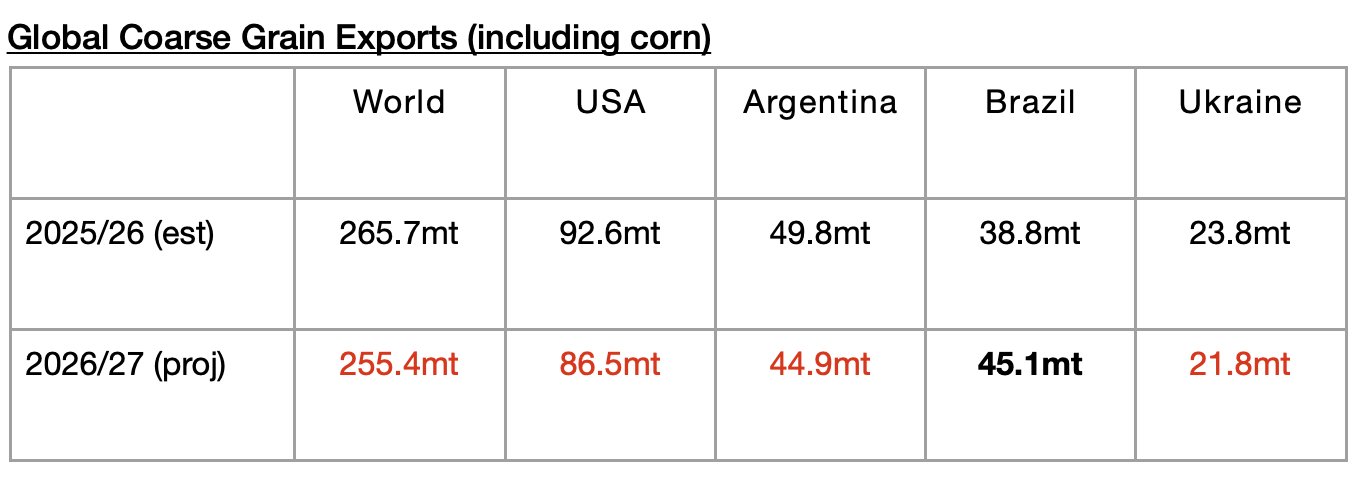 Global Coarse Grain Exports (including corn)
World USA Argentina Brazil Ukraine
2025/26 (est) 265.7mt 92.6mt 49.8mt 38.8mt 23.8mt
2026/27 (proj) 255.4mt 86.5mt 44.9mt 45.1mt 21.8mt